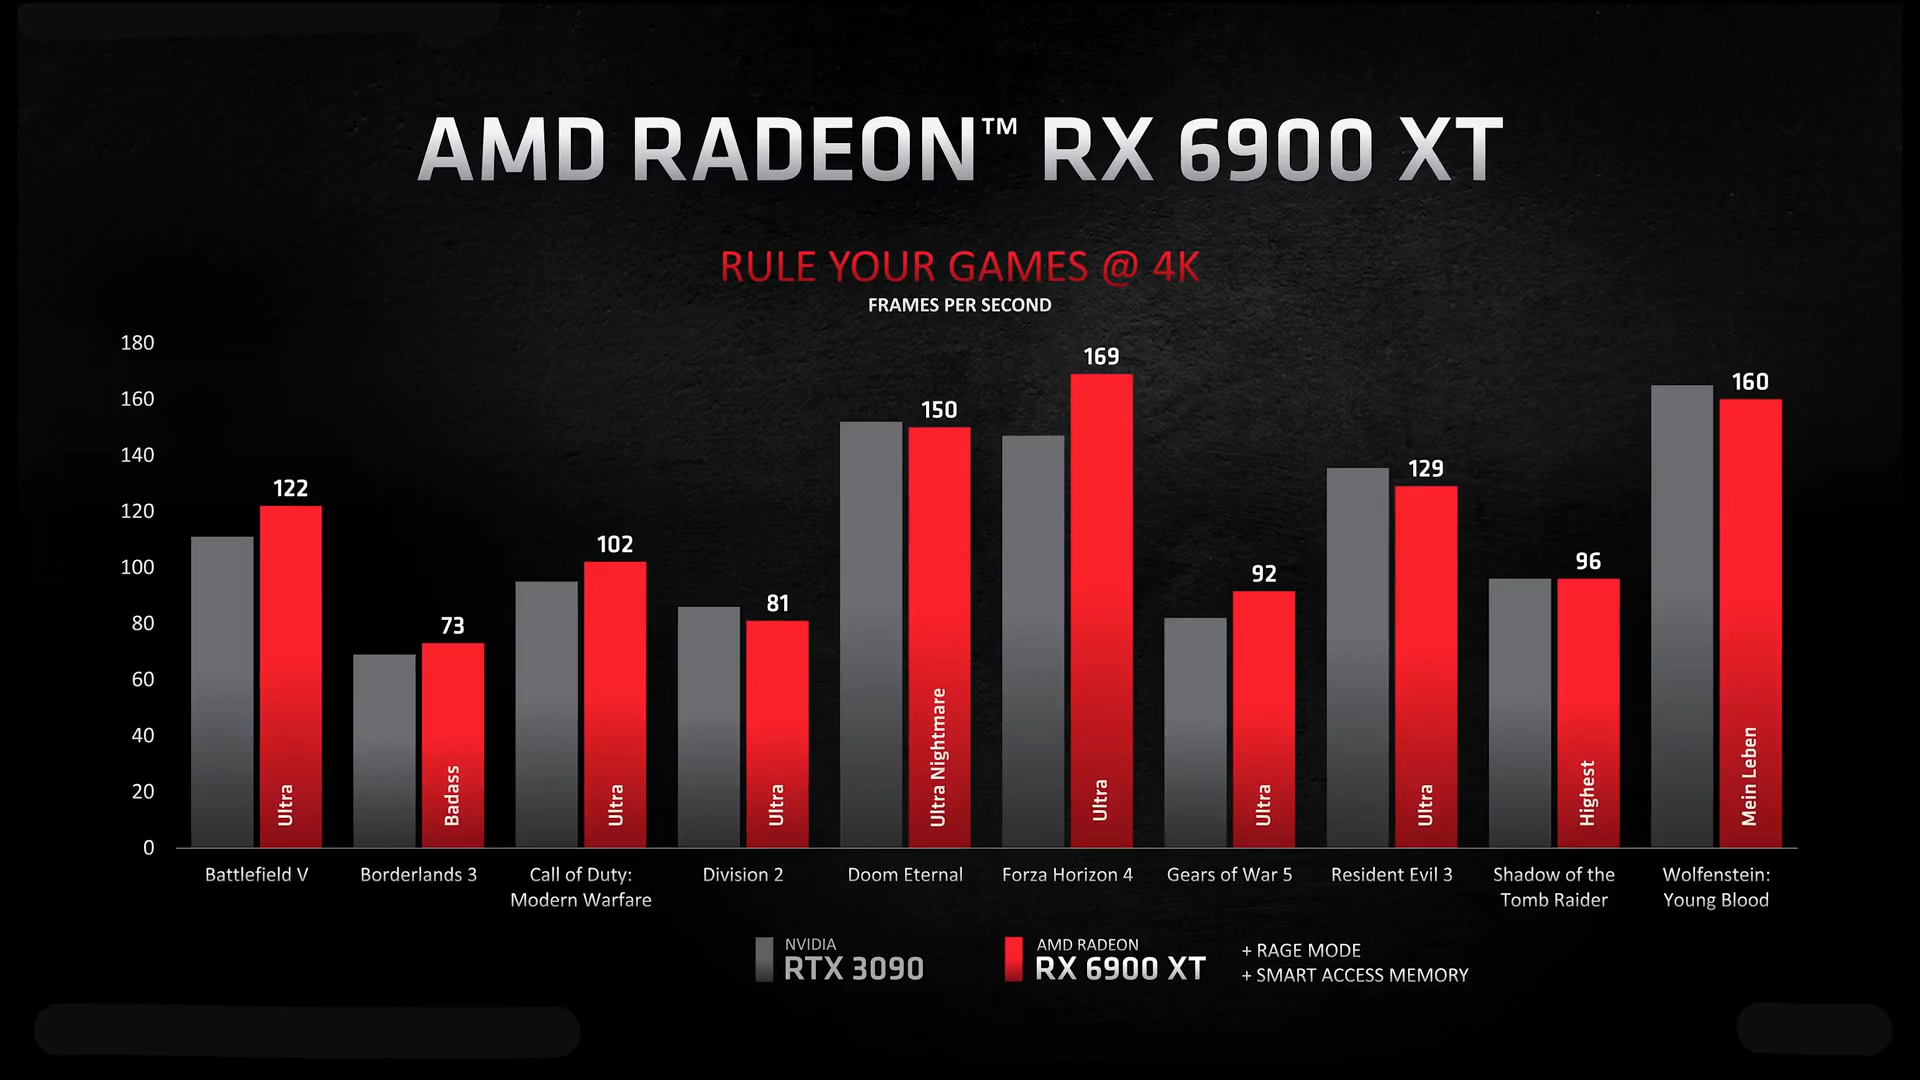 AMD RADEON™ RX 6900 XT
RULE YOUR GAMES @ 4K
FRAMES PER SECOND
180
160
140
120
100
80
60
40
20
0
122
73
102
81
150
169
92
129
96
160
Ultra
Badass
Ultra
Ultra
Ultra Nightmare
Ultra
Ultra
Ultra
Highest
Mein Leben
Battlefield V
Borderlands 3
Call of Duty:
Modern Warfare
Division 2
Doom Eternal
Forza Horizon 4
Gears of War 5
Resident Evil 3
Shadow of the
Tomb Raider
Wolfenstein:
Young Blood
NVIDIA
RTX 3090
AMD RADEON
RX 6900 XT
+ RAGE MODE
+ SMART ACCESS MEMORY